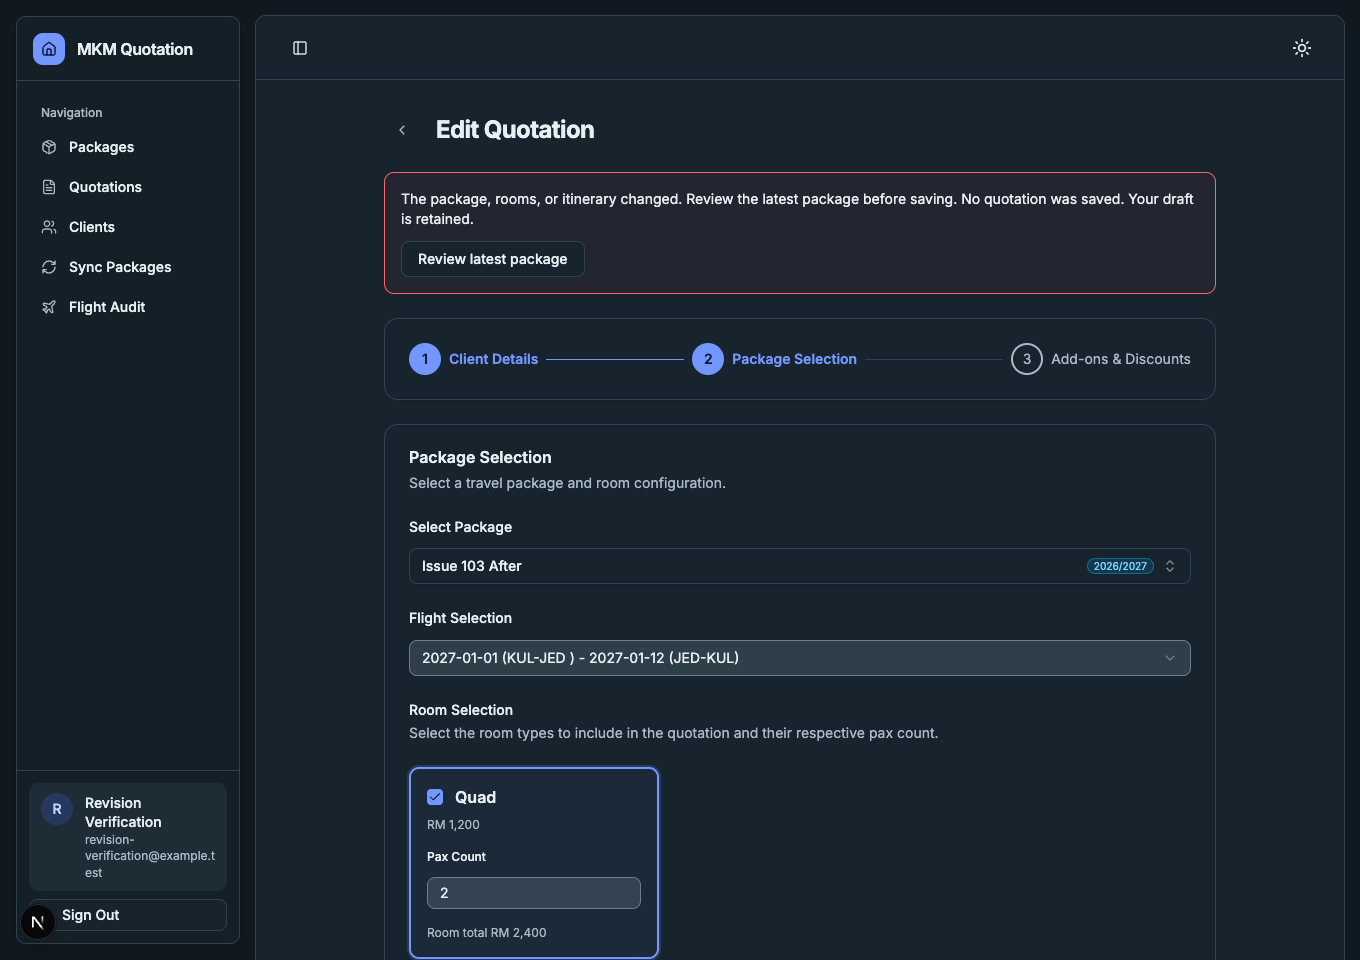 MKM Quotation
Navigation
Packages
Quotations
Clients
Sync Packages
Flight Audit
R
Revision
Verification
revision-
verification@example.t
est
N
Sign Out
Edit Quotation
The package, rooms, or itinerary changed. Review the latest package before saving. No quotation was saved. Your draft
is retained.
Review latest package
1 Client Details
2 Package Selection
3 Add-ons & Discounts
Package Selection
Select a travel package and room configuration.
Select Package
Issue 103 After 2026/2027
Flight Selection
2027-01-01 (KUL-JED ) - 2027-01-12 (JED-KUL)
Room Selection
Select the room types to include in the quotation and their respective pax count.
Quad
RM 1,200
Pax Count
2
Room total RM 2,400